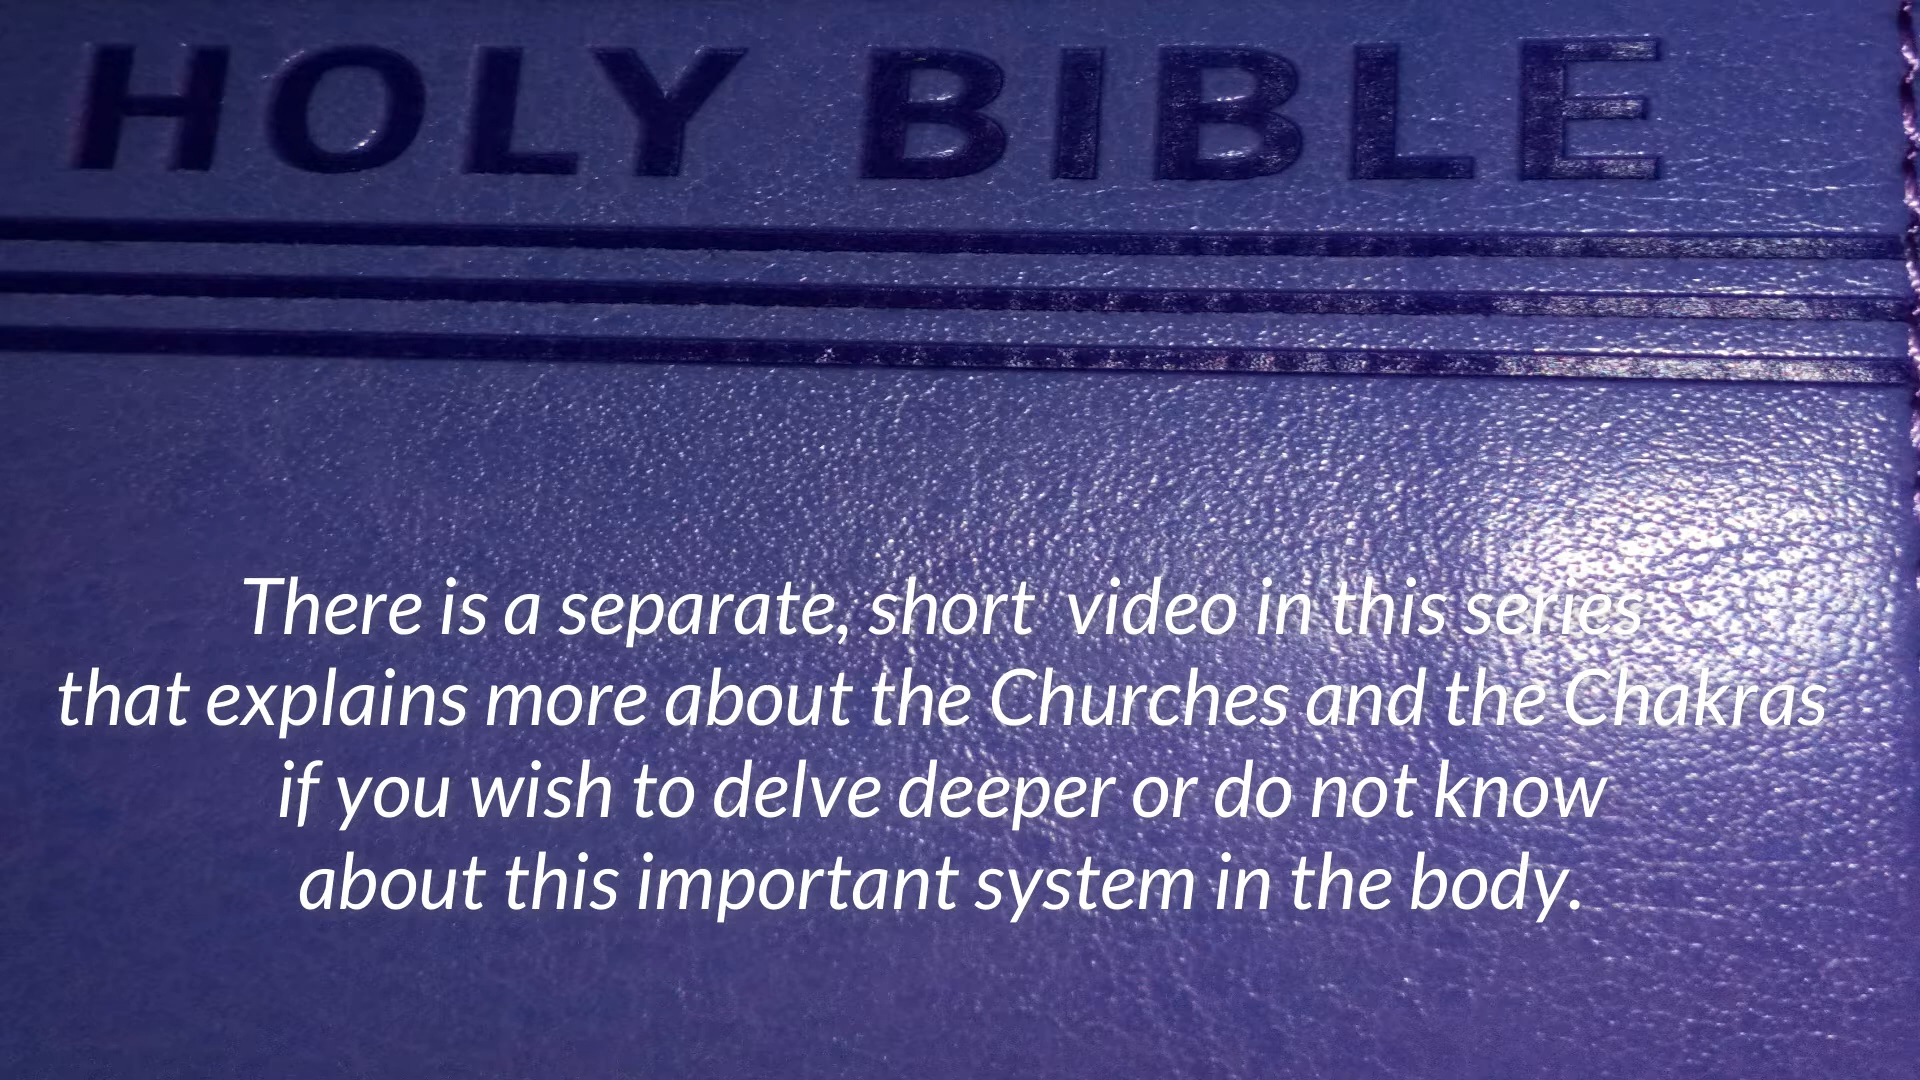 HOLY BIBLE
There is a separate, short  video in this series
that explains more about the Churches and the Chakras
if you wish to delve deeper or do not know
about this important system in the body.